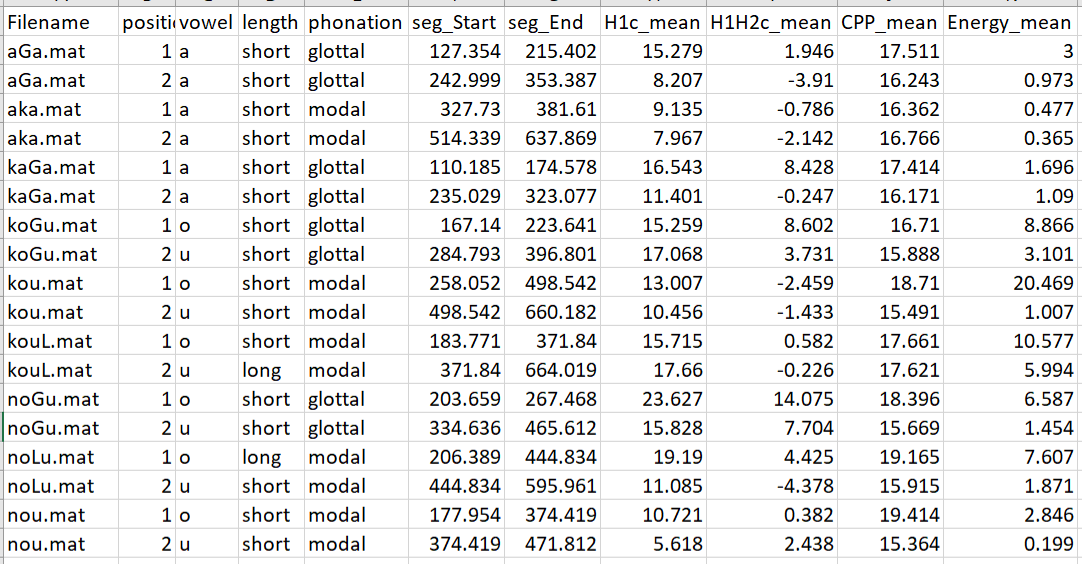 Filename positi vowel length phonation seg_Start seg_End H1c_mean H1H2c_mean CPP_mean Energy_mean
aGa.mat 1 a short glottal 127.354 215.402 15.279 1.946 17.511 3
aGa.mat 2 a short glottal 242.999 353.387 8.207 -3.91 16.243 0.973
aka.mat 1 a short modal 327.73 381.61 9.135 -0.786 16.362 0.477
aka.mat 2 a short modal 514.339 637.869 7.967 -2.142 16.766 0.365
kaGa.mat 1 a short glottal 110.185 174.578 16.543 8.428 17.414 1.696
kaGa.mat 2 a short glottal 235.029 323.077 11.401 -0.247 16.171 1.09
koGu.mat 1 o short glottal 167.14 223.641 15.259 8.602 16.71 8.866
koGu.mat 2 u short glottal 284.793 396.801 17.068 3.731 15.888 3.101
kou.mat 1 o short modal 258.052 498.542 13.007 -2.459 18.71 20.469
kou.mat 2 u short modal 498.542 660.182 10.456 -1.433 15.491 1.007
kouL.mat 1 o short modal 183.771 371.84 15.715 0.582 17.661 10.577
kouL.mat 2 u long modal 371.84 664.019 17.66 -0.226 17.621 5.994
noGu.mat 1 o short glottal 203.659 267.468 23.627 14.075 18.396 6.587
noGu.mat 2 u short glottal 334.636 465.612 15.828 7.704 15.669 1.454
noLu.mat 1 o long modal 206.389 444.834 19.19 4.425 19.165 7.607
noLu.mat 2 u short modal 444.834 595.961 11.085 -4.378 15.915 1.871
nou.mat 1 o short modal 177.954 374.419 10.721 0.382 19.414 2.846
nou.mat 2 u short modal 374.419 471.812 5.618 2.438 15.364 0.199